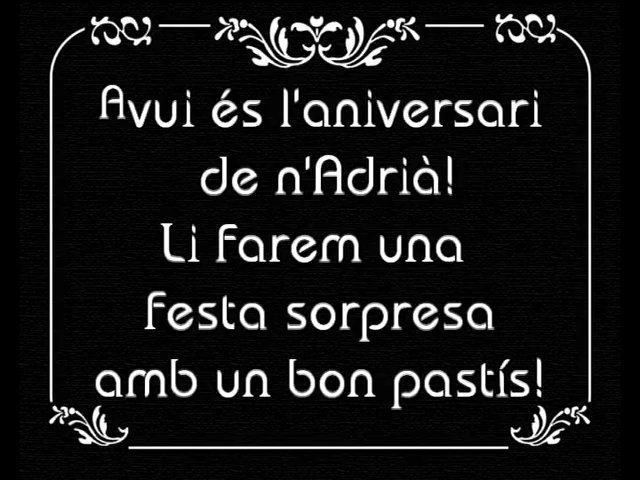 Avui és l'aniversari
de n'Adrià!
Li farem una
festa sorpresa
amb un bon pastís!